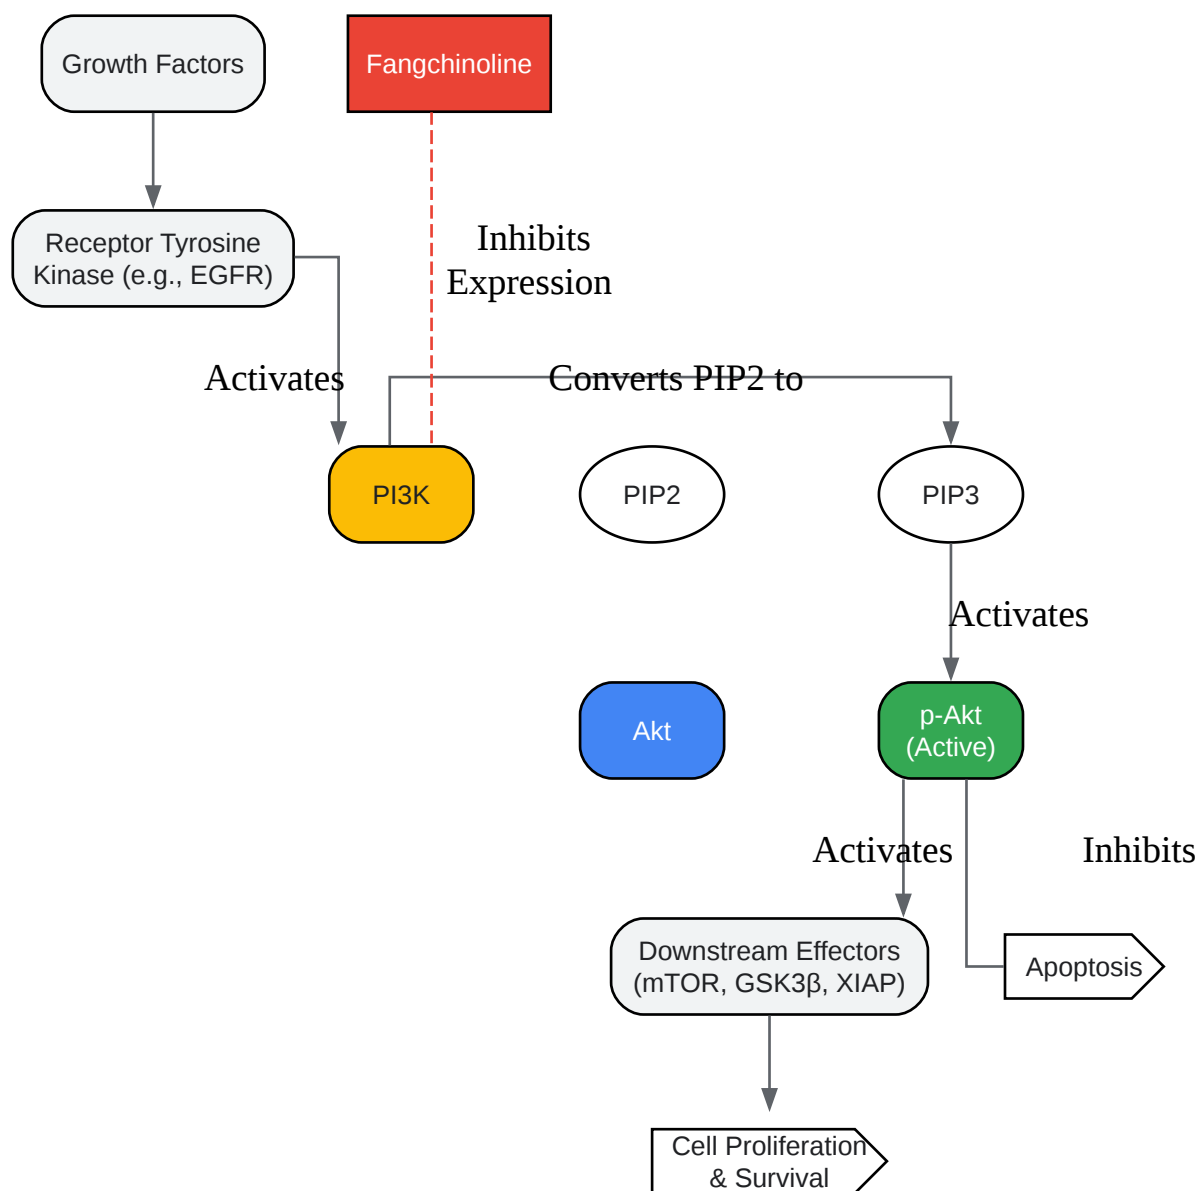 Growth Factors
Fangchinoline
Receptor Tyrosine
Kinase (e.g., EGFR)
Inhibits
Expression
Activates
Converts PIP2 to
PI3K
PIP2
PIP3
Activates
Akt
p-Akt
(Active)
Activates
Inhibits
Downstream Effectors
(mTOR, GSK3β, XIAP)
Apoptosis
Cell Proliferation
& Survival